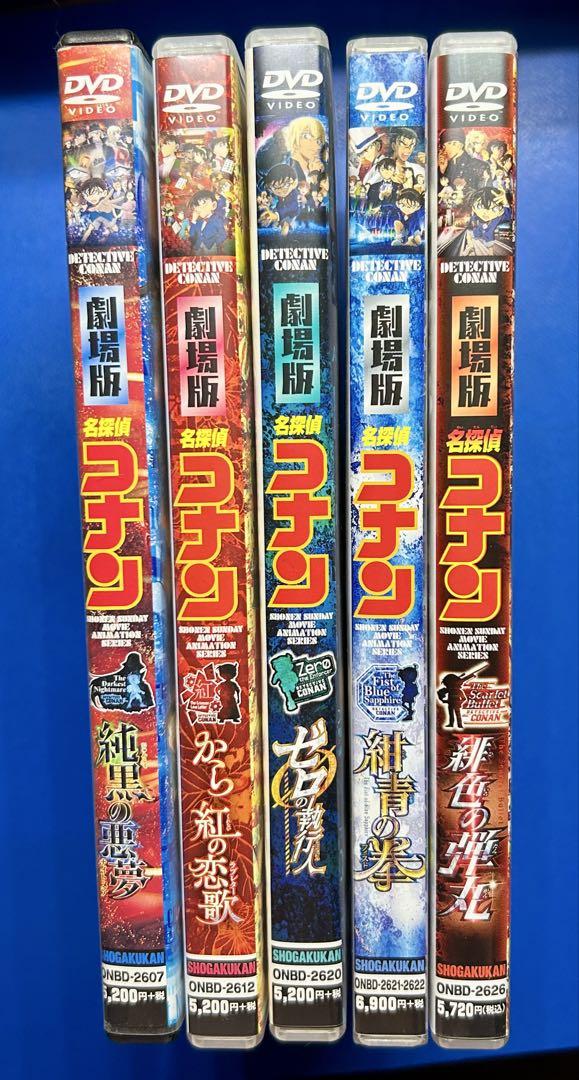 DVD
VIDEO
DETECTIVE
CONAN
劇場版
名探偵
コナン
SHONEN SUNDAY
MOVIE
ANIMATION
SERIES
The
Darkest
Nightmare
純黒の悪夢
SHOGAKUKAN
ONBD-2607
,200円+税
DVD
VIDEO
DETECTIVE
CONAN
劇場版
名探偵
コナン
SHONEN SUNDAY
MOVIE
ANIMATION
SERIES
紅
CONAN
から紅の恋歌
SHOGAKUKAN
ONBD-2612
5,200円+税
DVD
VIDEO
DETECTIVE
CONAN
劇場版
名探偵
コナン
SHONEN SUNDAY
MOVIE
ANIMATION
SERIES
Zero
the Enforcer
CONAN
ゼロの執行人
SHOGAKUKAN
ONBD-2620
5,200円+税
DVD
VIDEO
DETECTIVE
CONAN
劇場版
名探偵
コナン
SHONEN SUNDAY
MOVIE
ANIMATION
SERIES
The
Fist of
Blue
Sapphire
DETECTIVE
CONAN
紺青の拳
SHOGAKUKAN
ONBD-2621-2622
6,900円+税
DVD
VIDEO
DETECTIVE
CONAN
劇場版
名探偵
コナン
SHONEN SUNDAY
MOVIE
ANIMATION
SERIES
The Scarlet
Bullet
DETECTIVE
CONAN
緋色の弾丸
SHOGAKUKAN
ONBD-2626
5,720円(税込)